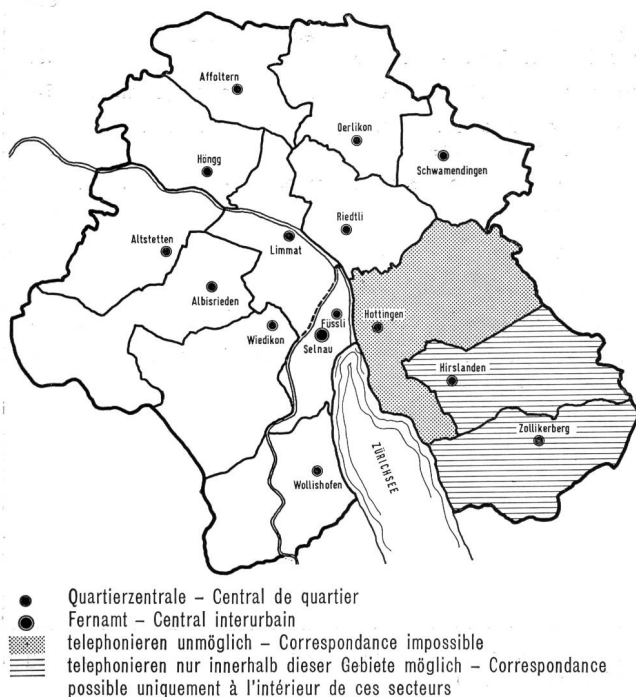 Affoltern
Oerlikon
Schwamendingen
Höngg
Riedtli
Altstetten
Limmat
Albisrieden
Füssli
Hottingen
Wiedikon
Selnau
Hirslanden
Zollikerberg
Wollishofen
ZÜRICHSEE
Quartierzentrale – Central de quartier
Fernamt – Central interurbain
telephonieren unmöglich – Correspondance impossible
telephonieren nur innerhalb dieser Gebiete möglich – Correspondance
possible uniquement à l'intérieur de ces secteurs